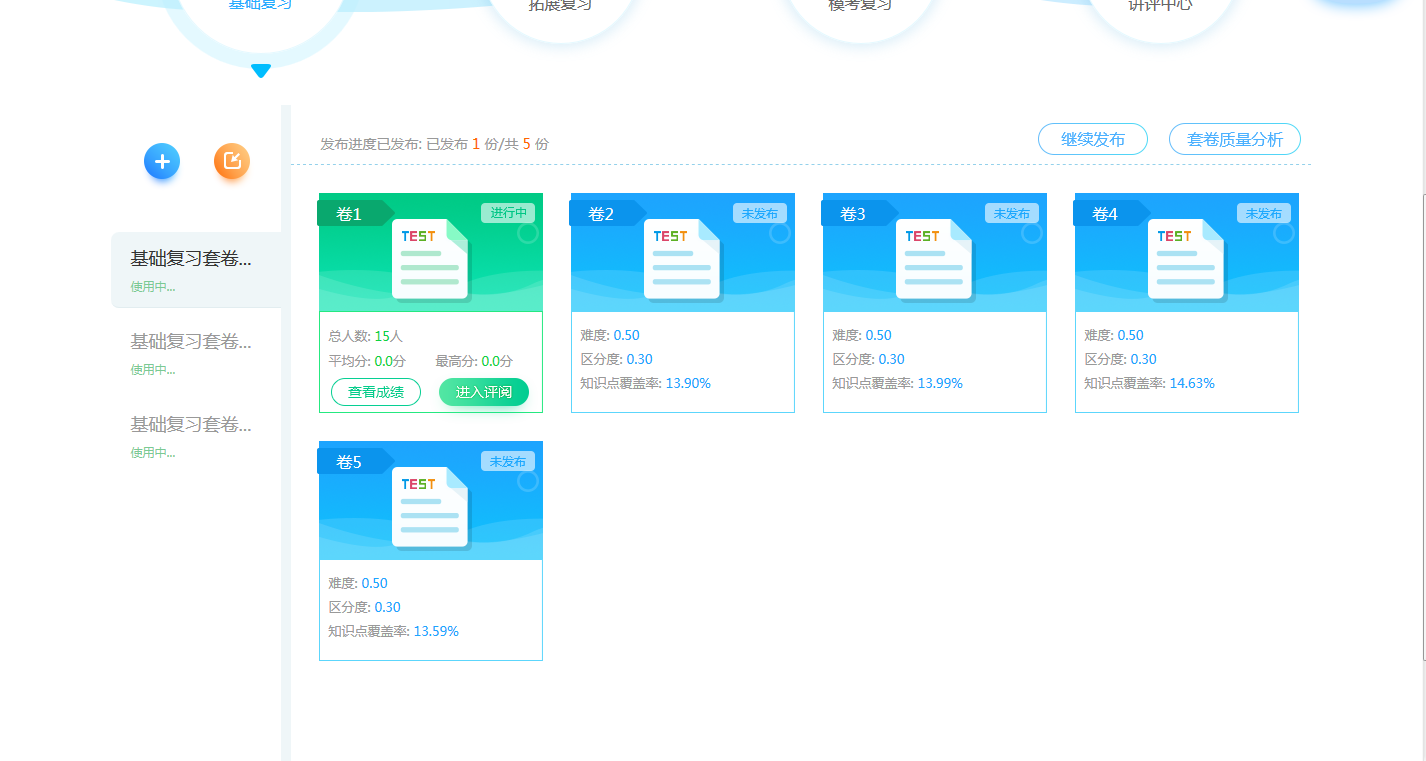 基础复习
拓展复习
模考复习
讲评中心
发布进度已发布: 已发布 1 份/共 5 份
继续发布
套卷质量分析
基础复习套卷...
使用中...
基础复习套卷...
使用中...
基础复习套卷...
使用中...
卷1
进行中
TEST
总人数: 15人
平均分: 0.0分
最高分: 0.0分
查看成绩
进入评阅
卷2
未发布
TEST
难度: 0.50
区分度: 0.30
知识点覆盖率: 13.90%
卷3
未发布
TEST
难度: 0.50
区分度: 0.30
知识点覆盖率: 13.99%
卷4
未发布
TEST
难度: 0.50
区分度: 0.30
知识点覆盖率: 14.63%
卷5
未发布
TEST
难度: 0.50
区分度: 0.30
知识点覆盖率: 13.59%